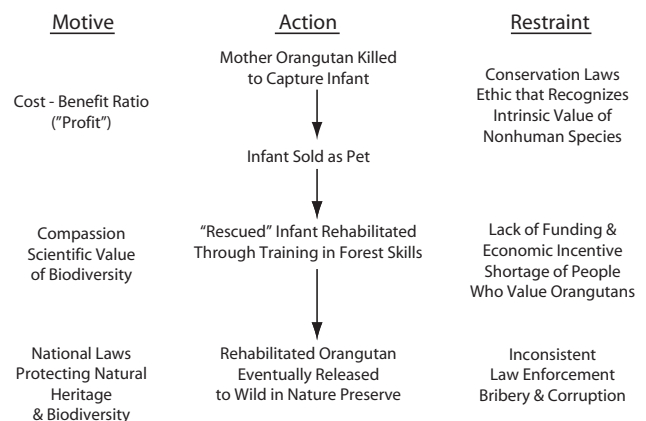 Motive
Action
Restraint
Mother Orangutan Killed
to Capture Infant
Cost - Benefit Ratio
("Profit")
Conservation Laws
Ethic that Recognizes
Intrinsic Value of
Nonhuman Species
Infant Sold as Pet
Compassion
Scientific Value
of Biodiversity
“Rescued” Infant Rehabilitated
Through Training in Forest Skills
Lack of Funding &
Economic Incentive
Shortage of People
Who Value Orangutans
National Laws
Protecting Natural
Heritage
& Biodiversity
Rehabilitated Orangutan
Eventually Released
to Wild in Nature Preserve
Inconsistent
Law Enforcement
Bribery & Corruption